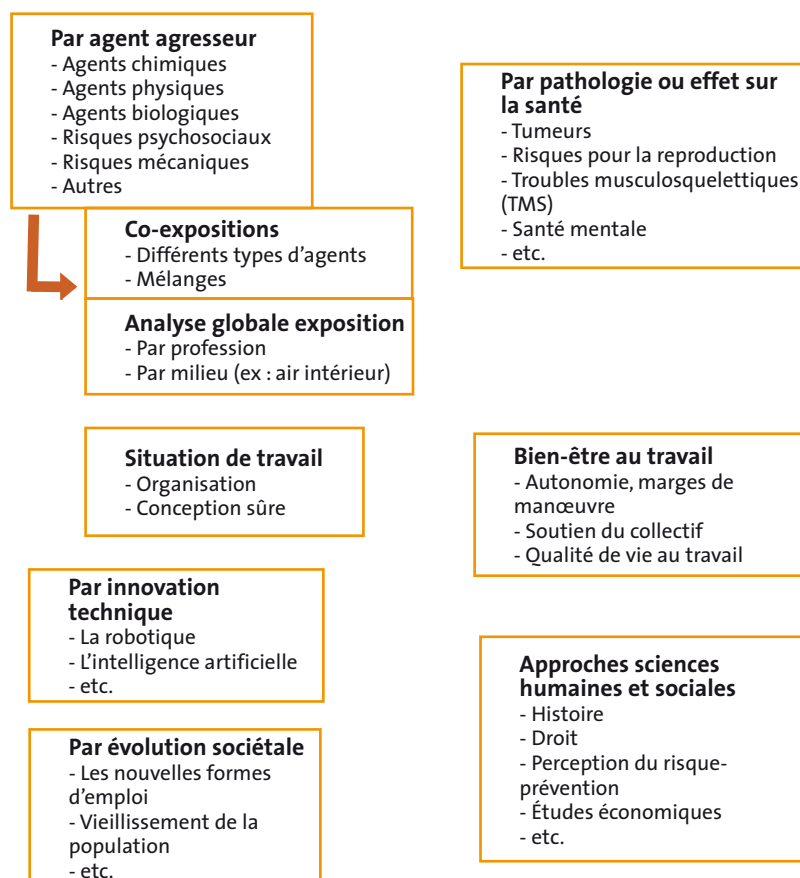 Par agent agresseur
- Agents chimiques
- Agents physiques
- Agents biologiques
- Risques psychosociaux
- Risques mécaniques
- Autres
Co-expositions
- Différents types d'agents
- Mélanges
Analyse globale exposition
- Par profession
- Par milieu (ex : air intérieur)
Situation de travail
- Organisation
- Conception sûre
Par innovation
technique
- La robotique
- L'intelligence artificielle
- etc.
Par évolution sociétale
- Les nouvelles formes
d'emploi
- Vieillissement de la
population
- etc.
Par pathologie ou effet sur
la santé
- Tumeurs
- Risques pour la reproduction
- Troubles musculosquelettiques
(TMS)
- Santé mentale
- etc.
Bien-être au travail
- Autonomie, marges de
manœuvre
- Soutien du collectif
- Qualité de vie au travail
Approches sciences
humaines et sociales
- Histoire
- Droit
- Perception du risque-
prévention
- Études économiques
- etc.